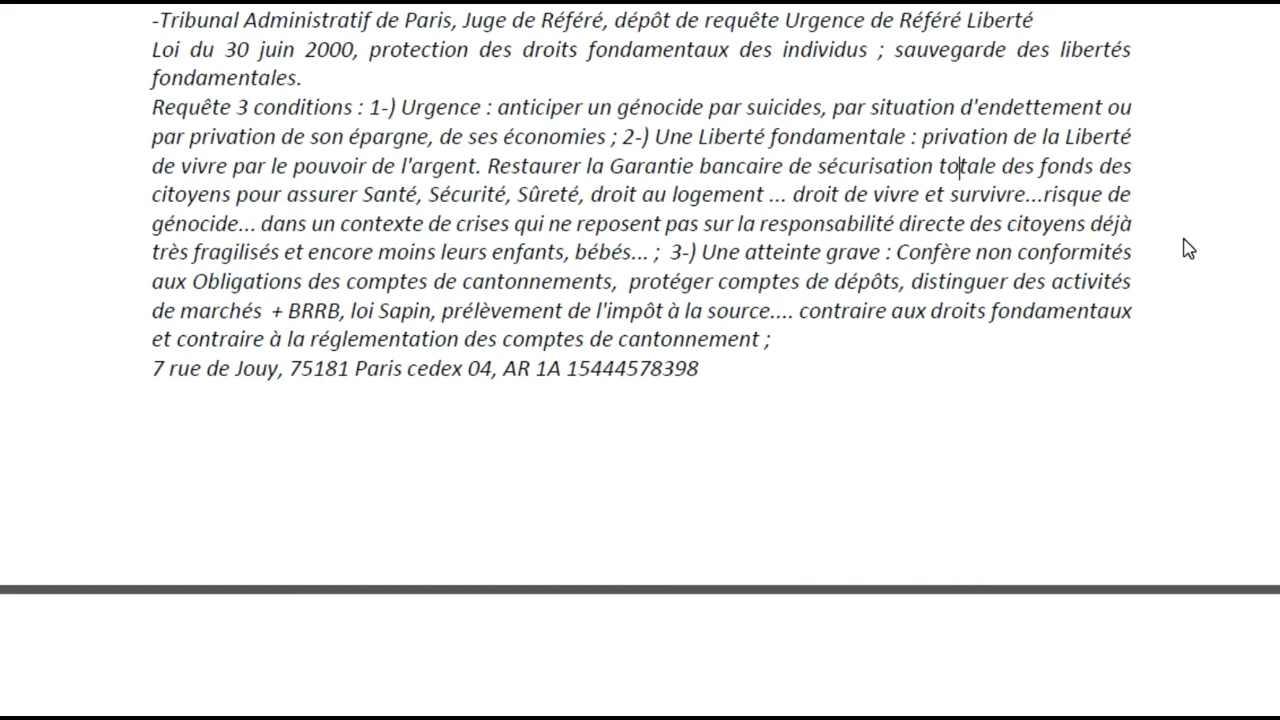 -Tribunal Administratif de Paris, Juge de Référé, dépôt de requête Urgence de Référé Liberté
Loi du 30 juin 2000, protection des droits fondamentaux des individus ; sauvegarde des libertés
fondamentales.
Requête 3 conditions : 1-) Urgence : anticiper un génocide par suicides, par situation d'endettement ou
par privation de son épargne, de ses économies ; 2-) Une Liberté fondamentale : privation de la Liberté
de vivre par le pouvoir de l'argent. Restaurer la Garantie bancaire de sécurisation totale des fonds des
citoyens pour assurer Santé, Sécurité, Sûreté, droit au logement ... droit de vivre et survivre...risque de
génocide... dans un contexte de crises qui ne reposent pas sur la responsabilité directe des citoyens déjà
très fragilisés et encore moins leurs enfants, bébés... ; 3-) Une atteinte grave : Confère non conformités
aux Obligations des comptes de cantonnements, protéger comptes de dépôts, distinguer des activités
de marchés + BRRB, loi Sapin, prélèvement de l'impôt à la source.... contraire aux droits fondamentaux
et contraire à la réglementation des comptes de cantonnement ;
7 rue de Jouy, 75181 Paris cedex 04, AR 1A 15444578398